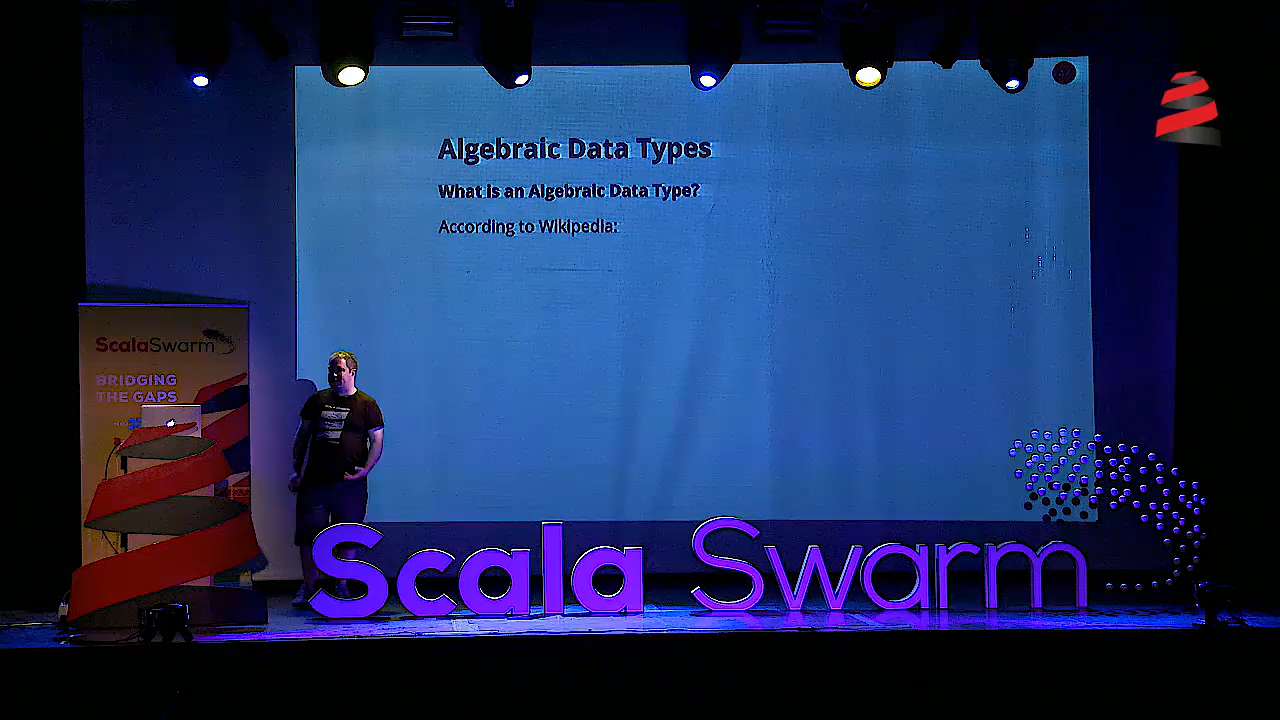 Algebraic Data Types
What is an Algebraic Data Type?
According to Wikipedia:
ScalaSwarm
BRIDGING
THE GAPS
Scala Swarm